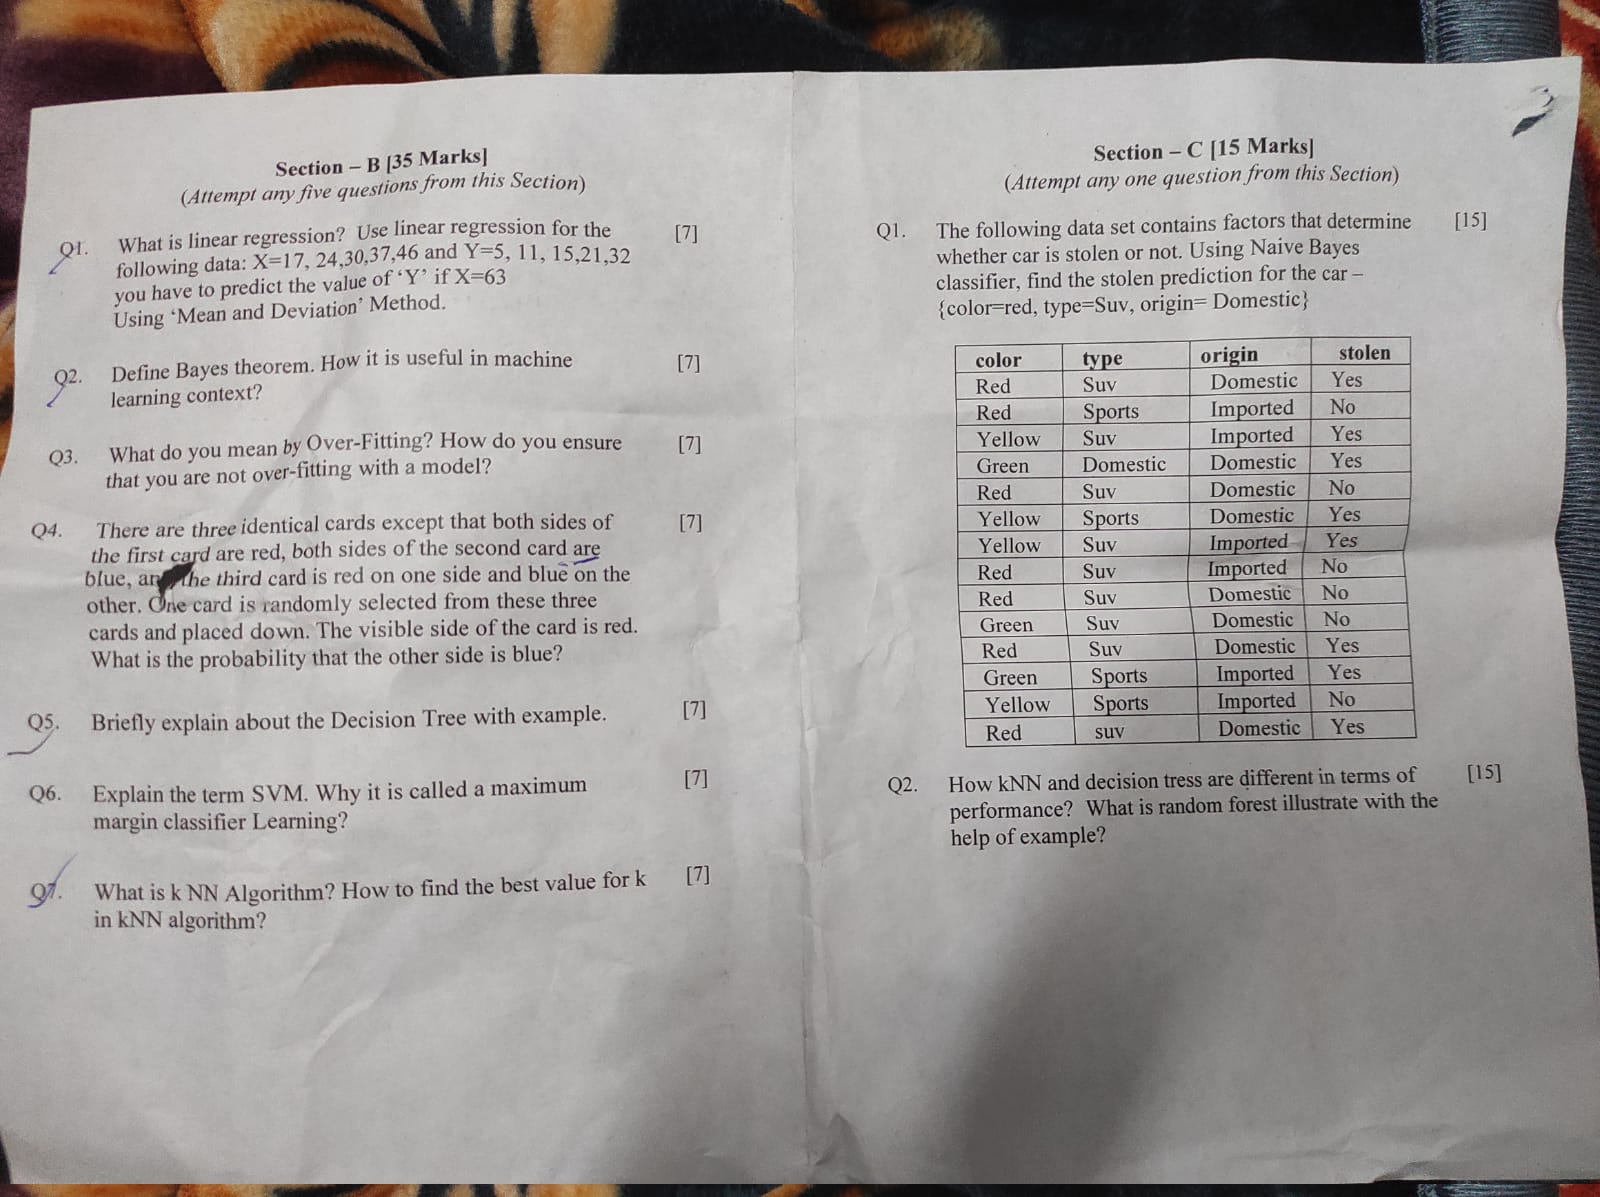 Section – B [35 Marks]
(Attempt any five questions from this Section)
Q1. What is linear regression? Use linear regression for the [7]
following data: X=17, 24,30,37,46 and Y=5, 11, 15,21,32
you have to predict the value of ‘Y’ if X=63
Using ‘Mean and Deviation’ Method.
Q2. Define Bayes theorem. How it is useful in machine [7]
learning context?
Q3. What do you mean by Over-Fitting? How do you ensure [7]
that you are not over-fitting with a model?
Q4. There are three identical cards except that both sides of [7]
the first card are red, both sides of the second card are
blue, an the third card is red on one side and blue on the
other. One card is randomly selected from these three
cards and placed down. The visible side of the card is red.
What is the probability that the other side is blue?
Q5. Briefly explain about the Decision Tree with example. [7]
Q6. Explain the term SVM. Why it is called a maximum [7]
margin classifier Learning?
Q7. What is k NN Algorithm? How to find the best value for k [7]
in kNN algorithm?
Section – C [15 Marks]
(Attempt any one question from this Section)
Q1. The following data set contains factors that determine [15]
whether car is stolen or not. Using Naive Bayes
classifier, find the stolen prediction for the car –
{color=red, type=Suv, origin= Domestic}
color type origin stolen
Red Suv Domestic Yes
Red Sports Imported No
Yellow Suv Imported Yes
Green Domestic Domestic Yes
Red Suv Domestic No
Yellow Sports Domestic Yes
Yellow Suv Imported Yes
Red Suv Imported No
Red Suv Domestic No
Green Suv Domestic No
Red Suv Domestic Yes
Green Sports Imported Yes
Yellow Sports Imported No
Red suv Domestic Yes
Q2. How kNN and decision tress are different in terms of [15]
performance? What is random forest illustrate with the
help of example?